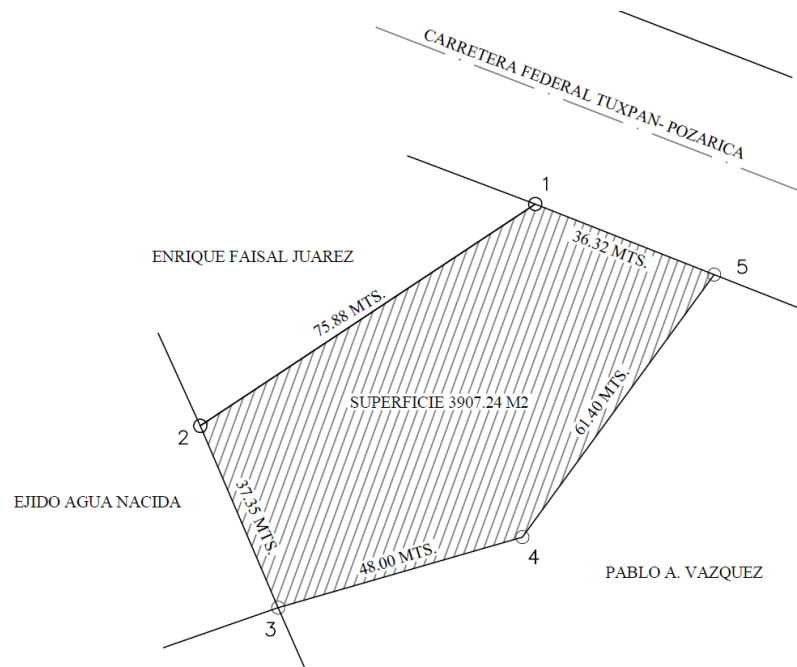 CARRETERA FEDERAL TUXPAN- POZARICA
1
36.32 MTS.
5
ENRIQUE FAISAL JUAREZ
75.88 MTS.
SUPERFICIE 3907.24 M2
61.40 MTS.
2
EJIDO AGUA NACIDA
37.35 MTS.
48.00 MTS.
4
PABLO A. VAZQUEZ
3